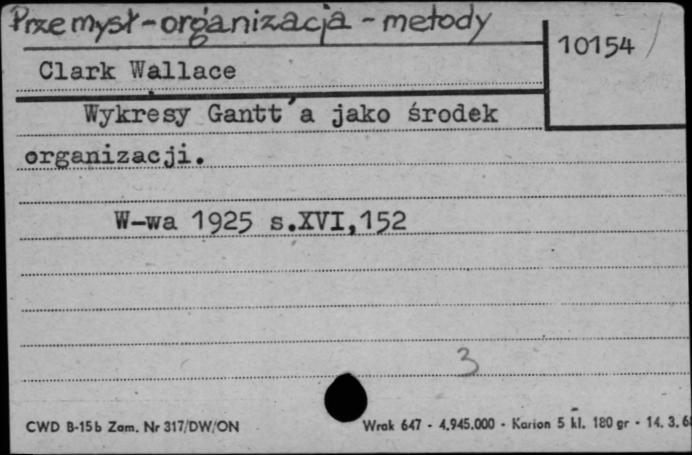 Przemysł-organizacja-metody
10154
Clark Wallace
Wykresy Gantt'a jako środek
organizacji.
W-wa 1925 s.XVI,152
3
CWD B-15b Zam. Nr 317/DW/ON
Wrak 647 - 4.945.000 - Karton 5 kl. 180 gr - 14. 3.